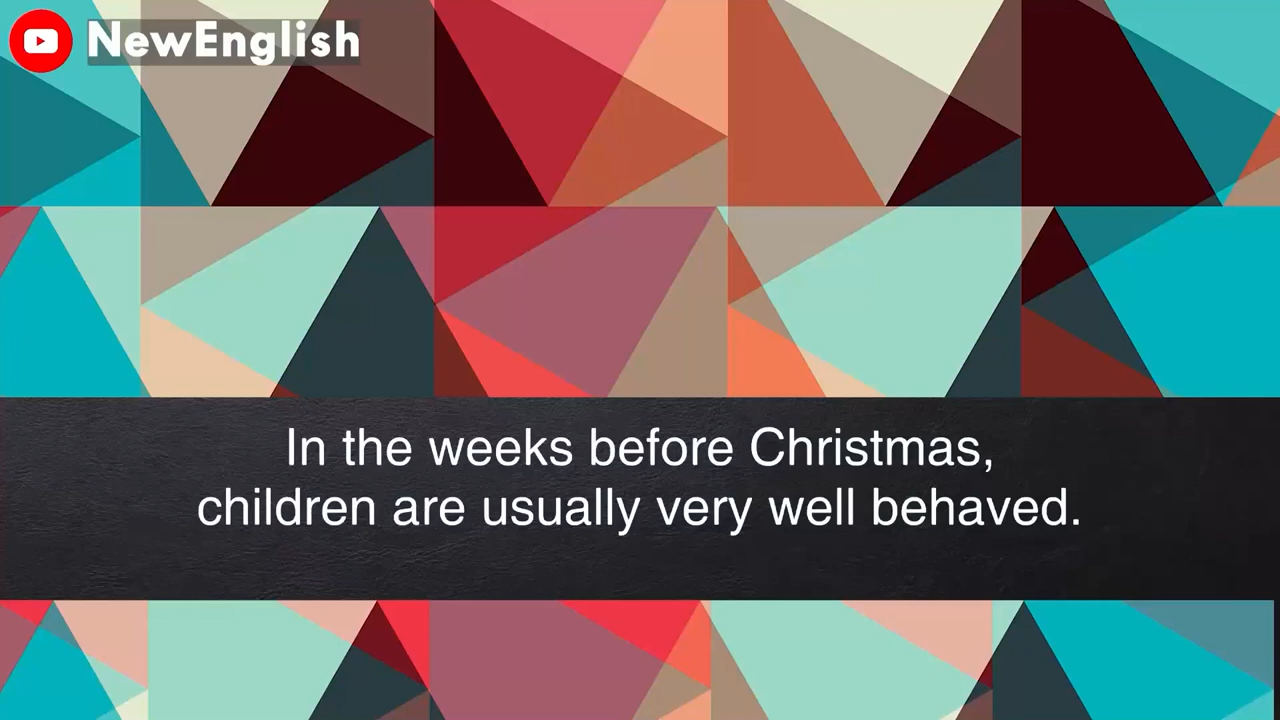 NewEnglish
In the weeks before Christmas,
children are usually very well behaved.